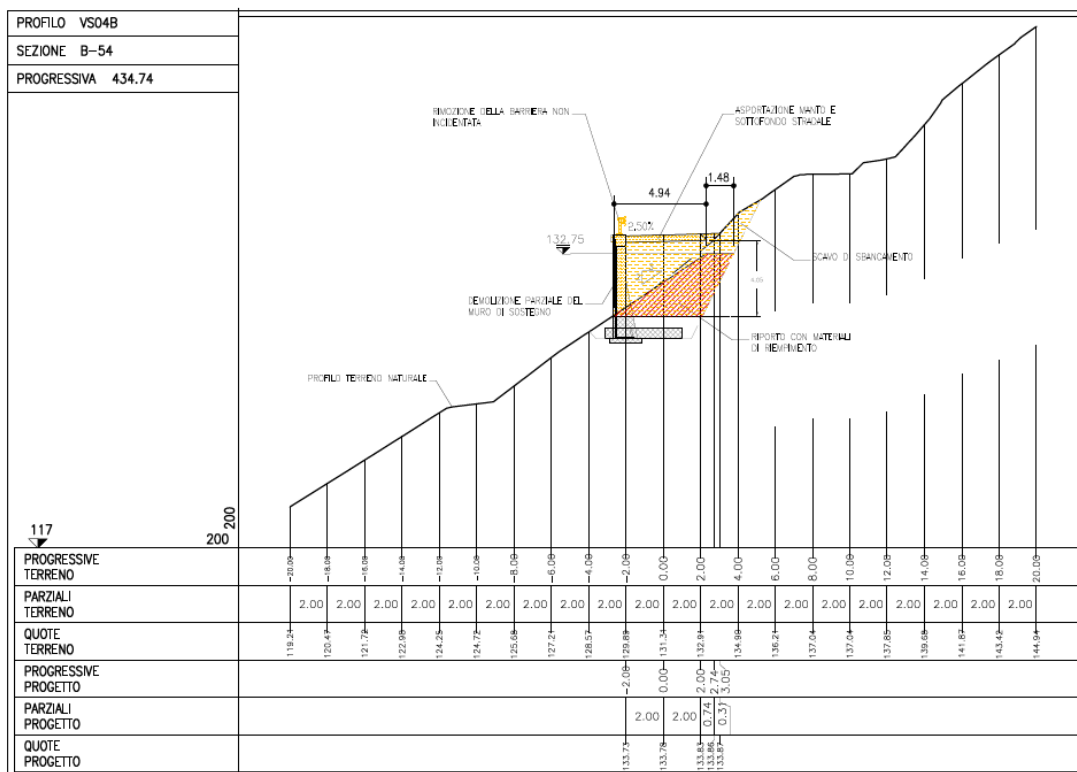 PROFILO VS04B
SEZIONE B-54
PROGRESSIVA 434.74
RIMOZIONE DELLA BARRIERA NON
INCIDENTATA
ASPORTAZIONE MANTO E
SOTTOFONDO STRADALE
4.94
1.48
2.50%
132.75
SCAVO DI SBANCAMENTO
DEMOLIZIONE PARZIALE DEL
MURO DI SOSTEGNO
RIPORTO CON MATERIALI
DI RIEMPIMENTO
PROFILO TERRENO NATURALE
117
200
200
PROGRESSIVE
TERRENO
-20.00 -18.00 -16.00 -14.00 -12.00 -10.00 -8.00 -6.00 -4.00 -2.00 0.00 2.00 4.00 6.00 8.00 10.00 12.00 14.00 16.00 18.00 20.00
PARZIALI
TERRENO
2.00 2.00 2.00 2.00 2.00 2.00 2.00 2.00 2.00 2.00 2.00 2.00 2.00 2.00 2.00 2.00 2.00 2.00 2.00 2.00
QUOTE
TERRENO
119.21 120.47 121.72 122.98 124.25 124.72 125.68 127.21 128.57 129.89 131.34 132.91 134.99 136.21 137.04 137.04 137.85 139.68 141.87 143.42 144.94
PROGRESSIVE
PROGETTO
-2.00 0.00 2.00 2.74 3.05
PARZIALI
PROGETTO
2.00 2.00 0.74 0.31
QUOTE
PROGETTO
133.73 133.78 133.83 133.86 133.87